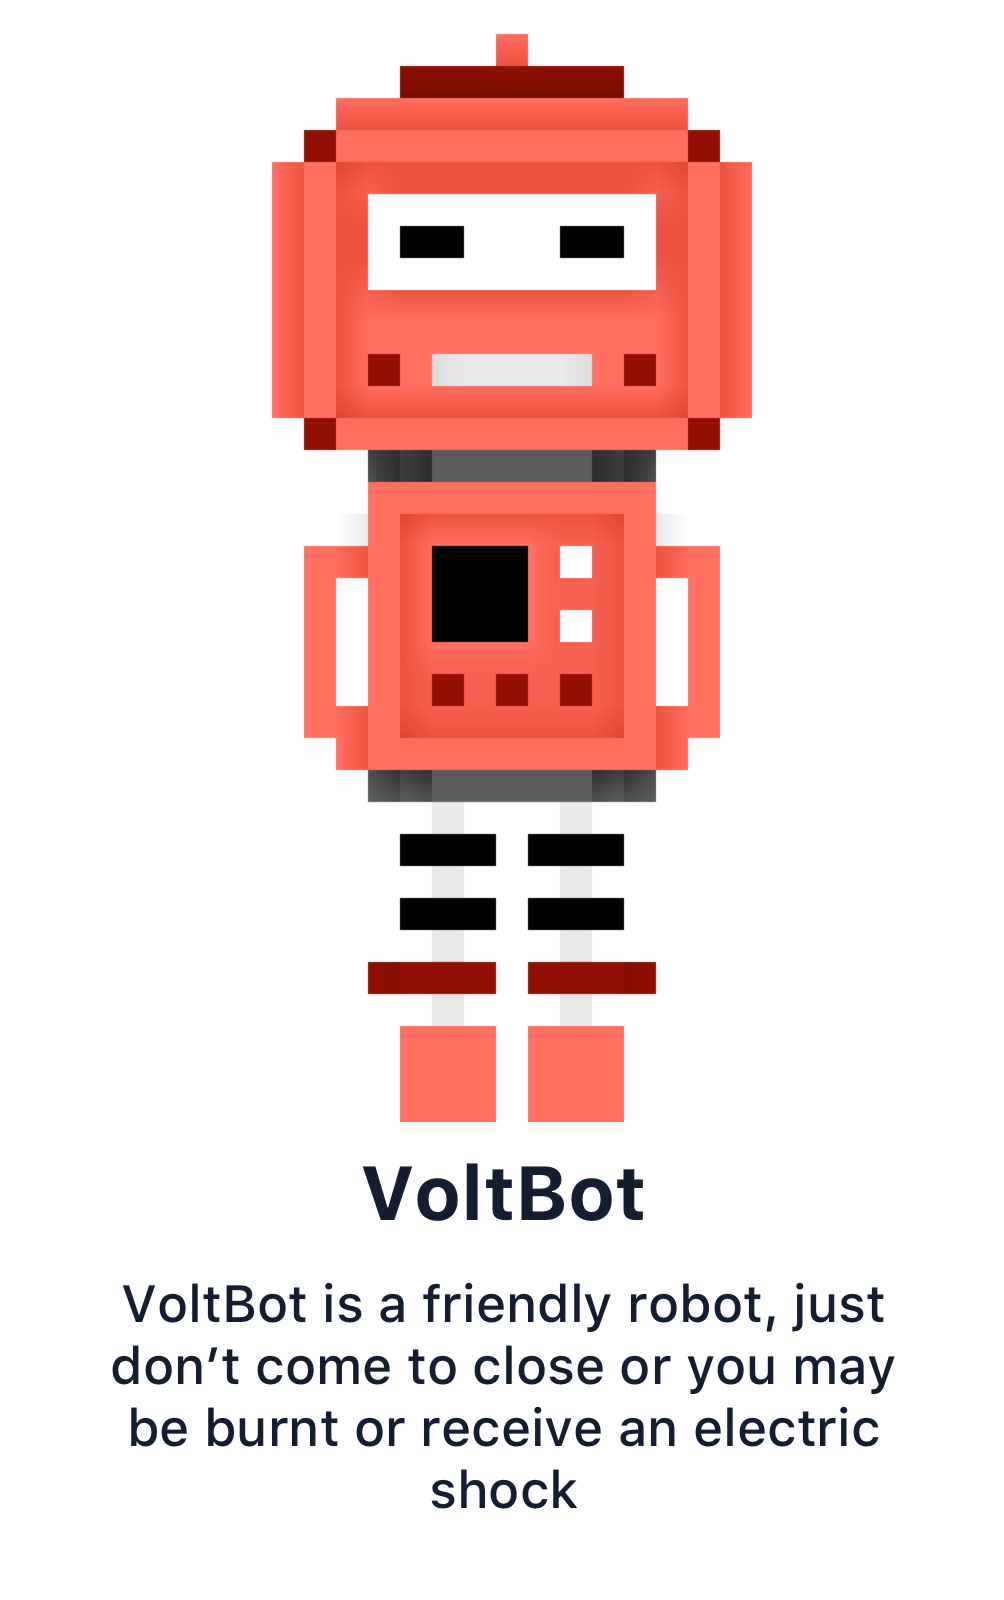 VoltBot
VoltBot is a friendly robot, just
don’t come to close or you may
be burnt or receive an electric
shock